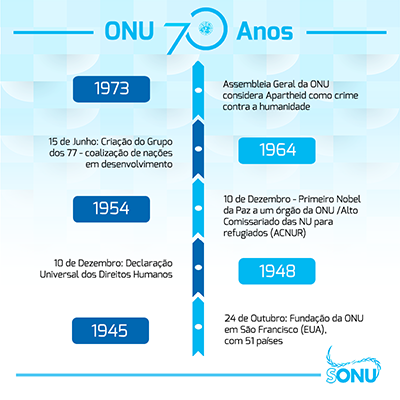 ONU 70 Anos
1973
Assembleia Geral da ONU
considera Apartheid como crime
contra a humanidade
15 de Junho: Criação do Grupo
dos 77 - coalização de nações
em desenvolvimento
1964
1954
10 de Dezembro - Primeiro Nobel
da Paz a um órgão da ONU /Alto
Comissariado das NU para
refugiados (ACNUR)
10 de Dezembro: Declaração
Universal dos Direitos Humanos
1948
1945
24 de Outubro: Fundação da ONU
em São Francisco (EUA),
com 51 países
SONU